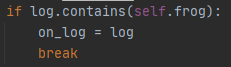 if log.contains(self.frog):
    on_log = log
    break